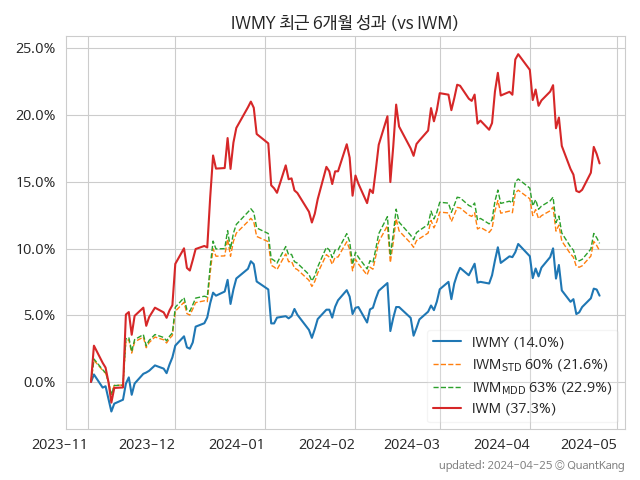 IWMY 최근 6개월 성과 (vs IWM)
25.0%
20.0%
15.0%
10.0%
5.0%
0.0%
IWMY (14.0%)
IWM_STD 60% (21.6%)
IWM_MDD 63% (22.9%)
IWM (37.3%)
2023−11 2023−12 2024−01 2024−02 2024−03 2024−04 2024−05
updated: 2024-04-25 © QuantKang